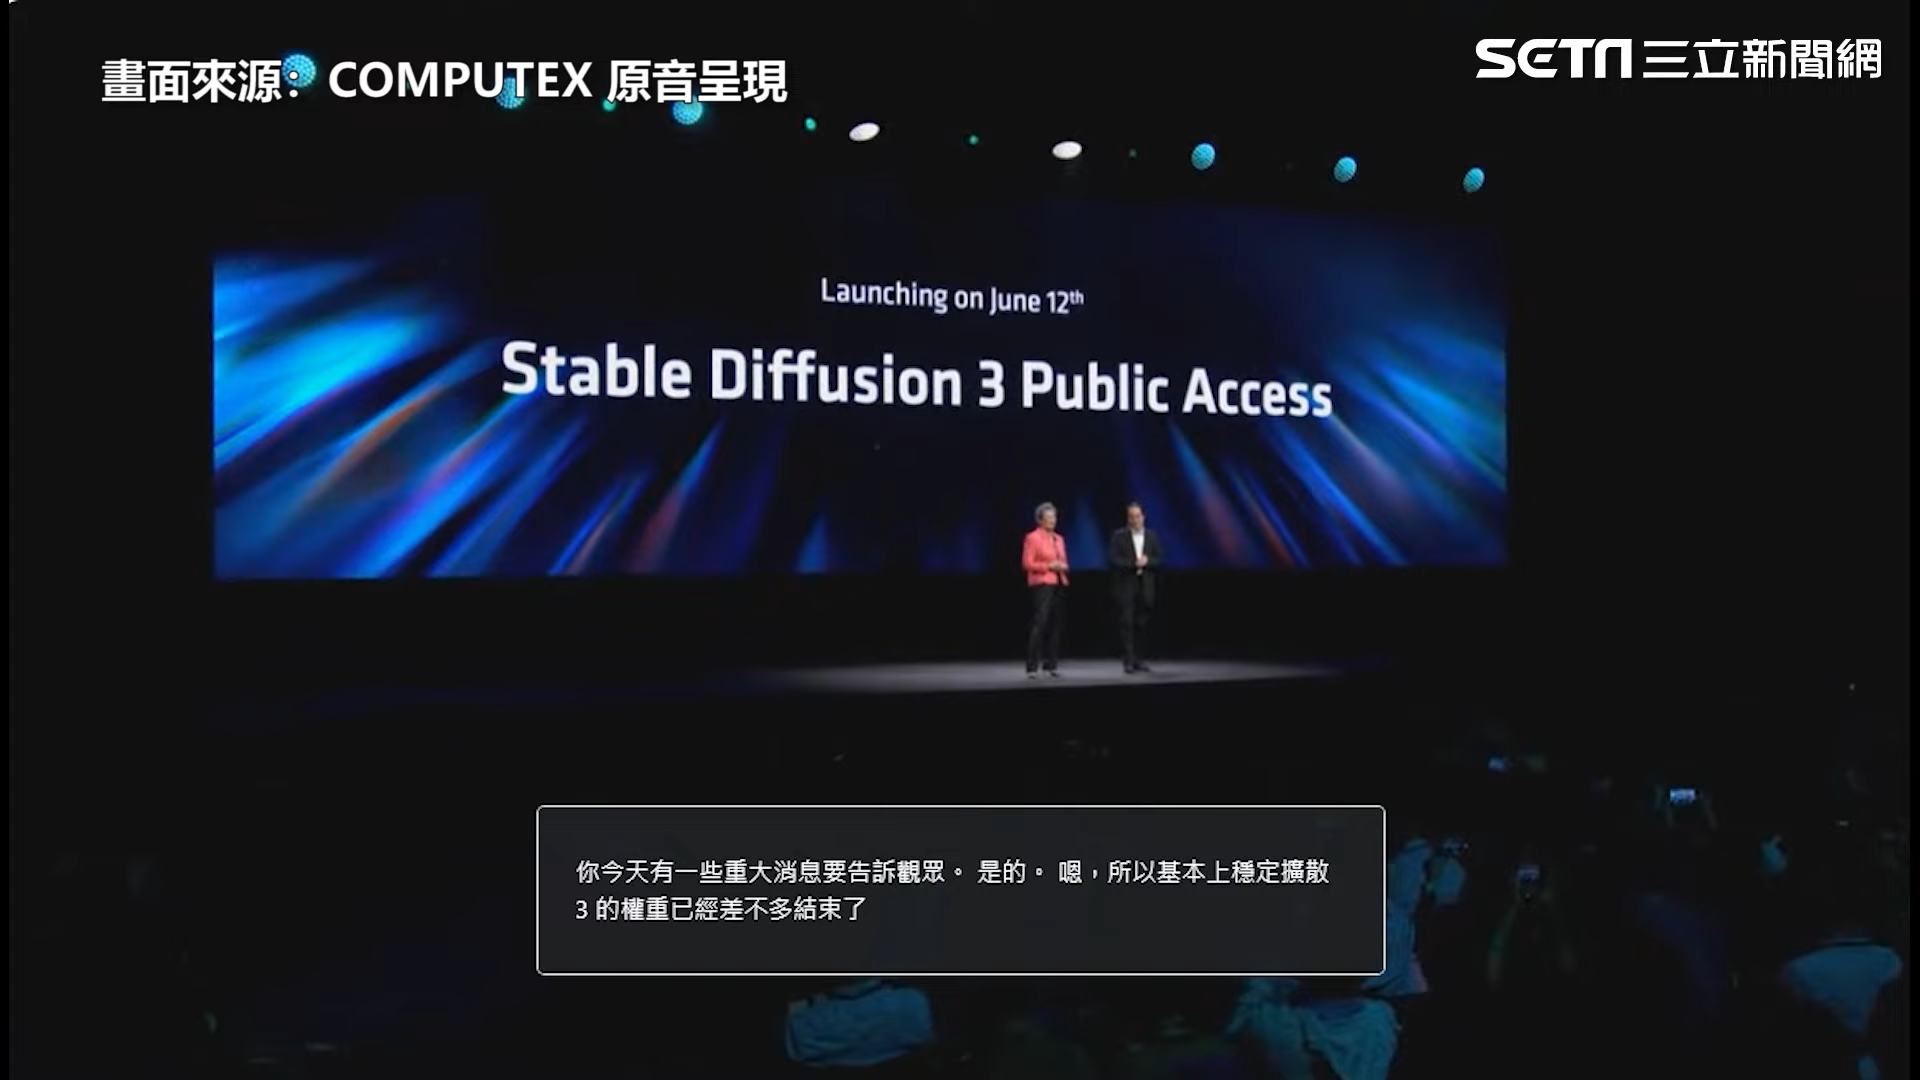 畫面來源：COMPUTEX 原音呈現
SETN三立新聞網
Launching on June 12th
Stable Diffusion 3 Public Access
你今天有一些重大消息要告訴觀眾。 是的。 嗯，所以基本上穩定擴散
3 的權重已經差不多結束了